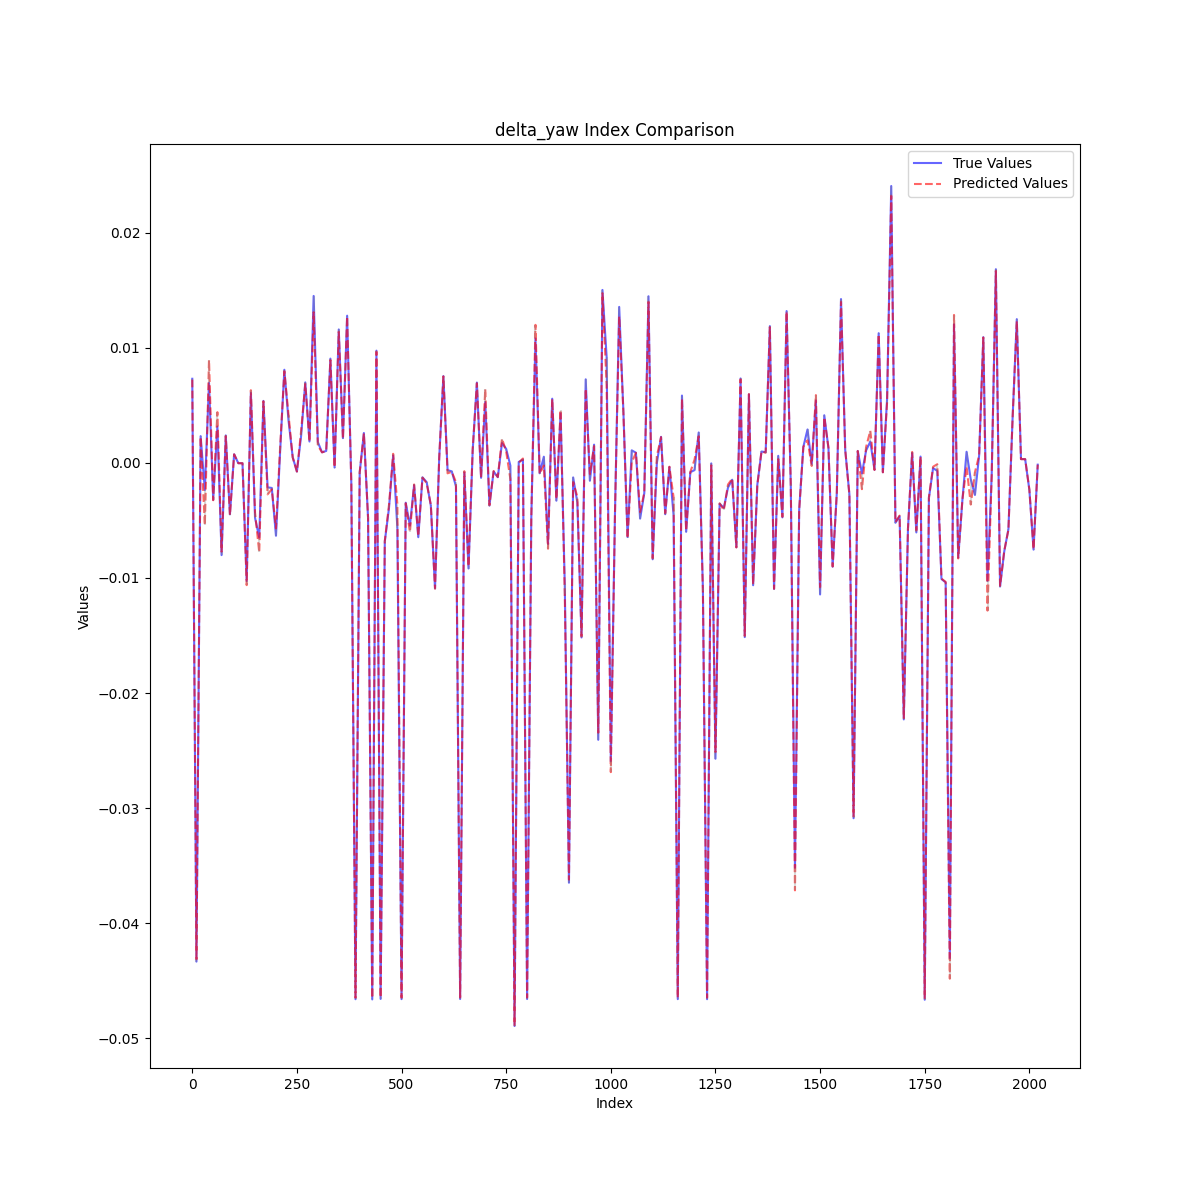 delta_yaw Index Comparison
True Values
Predicted Values
0.02
0.01
0.00
−0.01
−0.02
−0.03
−0.04
−0.05
Values
0 250 500 750 1000 1250 1500 1750 2000
Index